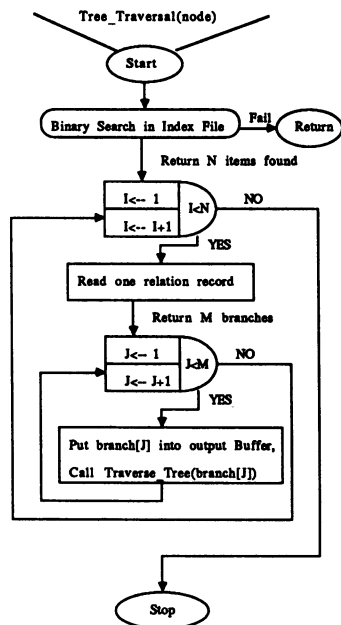 Tree_Traversal(node)
Start
Binary Search in Index File
Fail
Return
Return N items found
I<-- 1
I<-- I+1
I<N
NO
YES
Read one relation record
Return M branches
J<-- 1
J<-- J+1
J<M
NO
YES
Put branch[J] into output Buffer,
Call Traverse_Tree(branch[J])
Stop